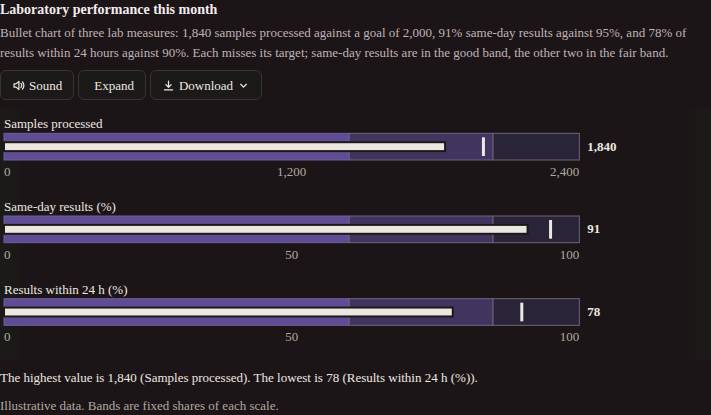 Laboratory performance this month
Bullet chart of three lab measures: 1,840 samples processed against a goal of 2,000, 91% same-day results against 95%, and 78% of
results within 24 hours against 90%. Each misses its target; same-day results are in the good band, the other two in the fair band.
Sound Expand Download
Samples processed
1,840
0 1,200 2,400
Same-day results (%)
91
0 50 100
Results within 24 h (%)
78
0 50 100
The highest value is 1,840 (Samples processed). The lowest is 78 (Results within 24 h (%)).
Illustrative data. Bands are fixed shares of each scale.